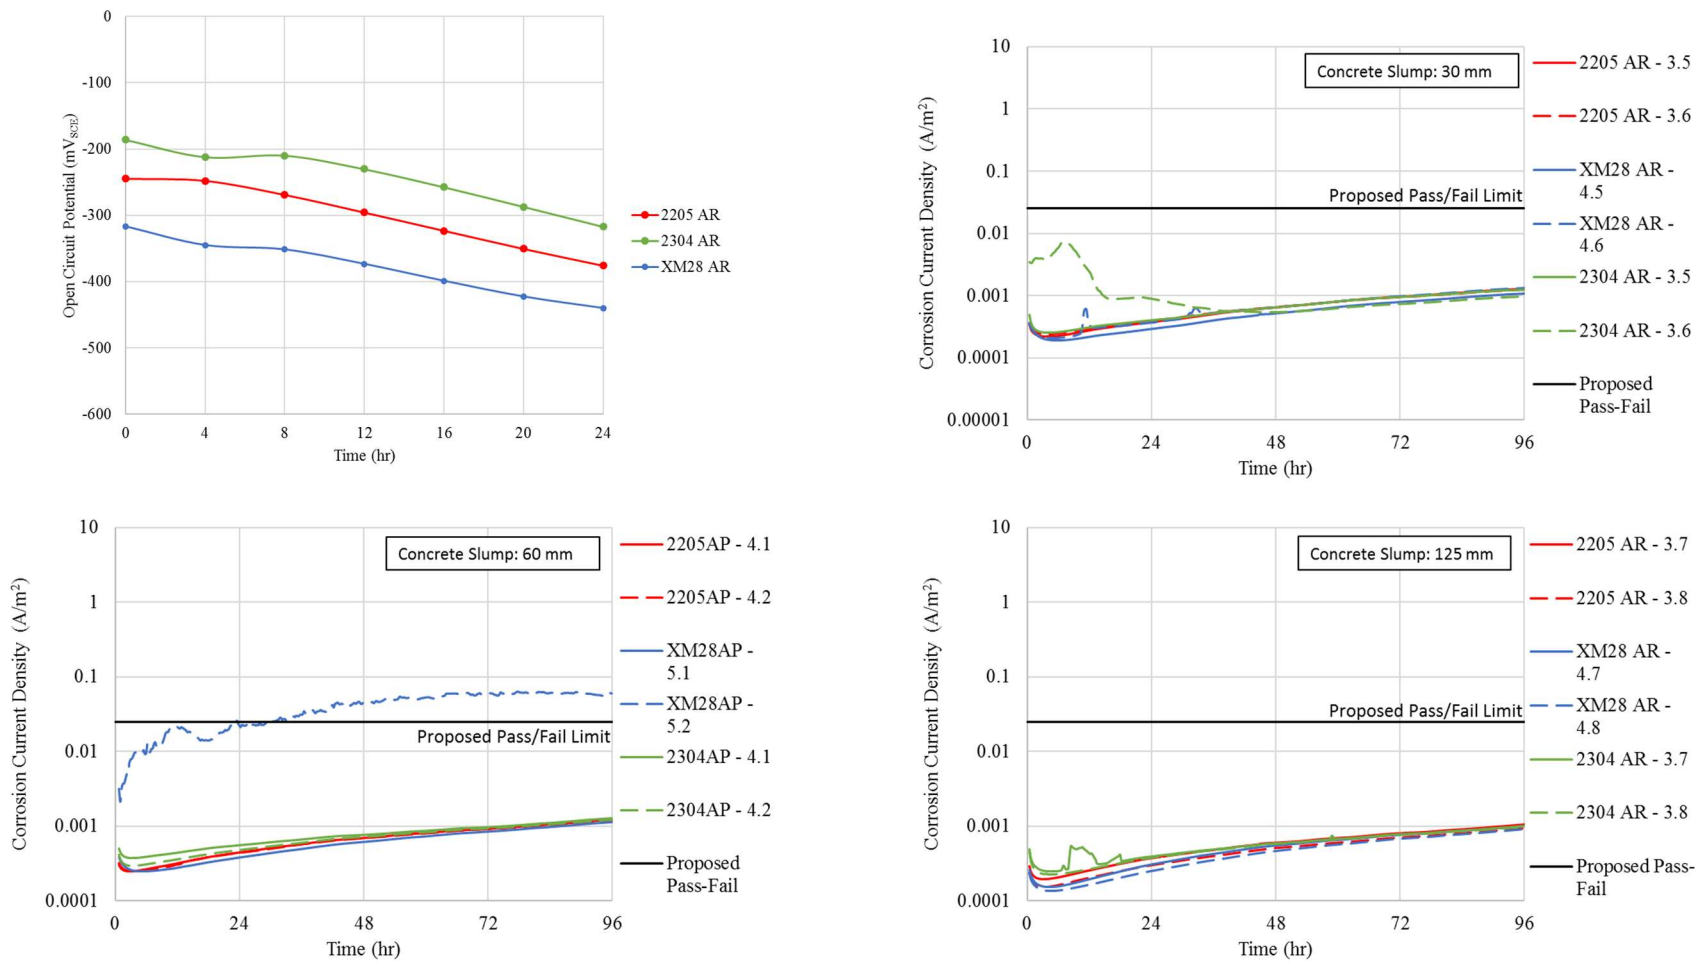 0
-100
-200
-300
-400
-500
-600
Open Circuit Potential (mV_SCE)
0 4 8 12 16 20 24
Time (hr)
2205 AR
2304 AR
XM28 AR
10
1
0.1
0.01
0.001
0.0001
0.00001
Corrosion Current Density (A/m²)
Concrete Slump: 30 mm
Proposed Pass/Fail Limit
0 24 48 72 96
Time (hr)
2205 AR - 3.5
2205 AR - 3.6
XM28 AR -
4.5
XM28 AR -
4.6
2304 AR - 3.5
2304 AR - 3.6
Proposed
Pass-Fail
10
1
0.1
0.01
0.001
0.0001
Corrosion Current Density (A/m²)
Concrete Slump: 60 mm
Proposed Pass/Fail Limit
0 24 48 72 96
Time (hr)
2205AP - 4.1
2205AP - 4.2
XM28AP -
5.1
XM28AP -
5.2
2304AP - 4.1
2304AP - 4.2
Proposed
Pass-Fail
10
1
0.1
0.01
0.001
0.0001
Corrosion Current Density (A/m²)
Concrete Slump: 125 mm
Proposed Pass/Fail Limit
0 24 48 72 96
Time (hr)
2205 AR - 3.7
2205 AR - 3.8
XM28 AR -
4.7
XM28 AR -
4.8
2304 AR - 3.7
2304 AR - 3.8
Proposed Pass-
Fail